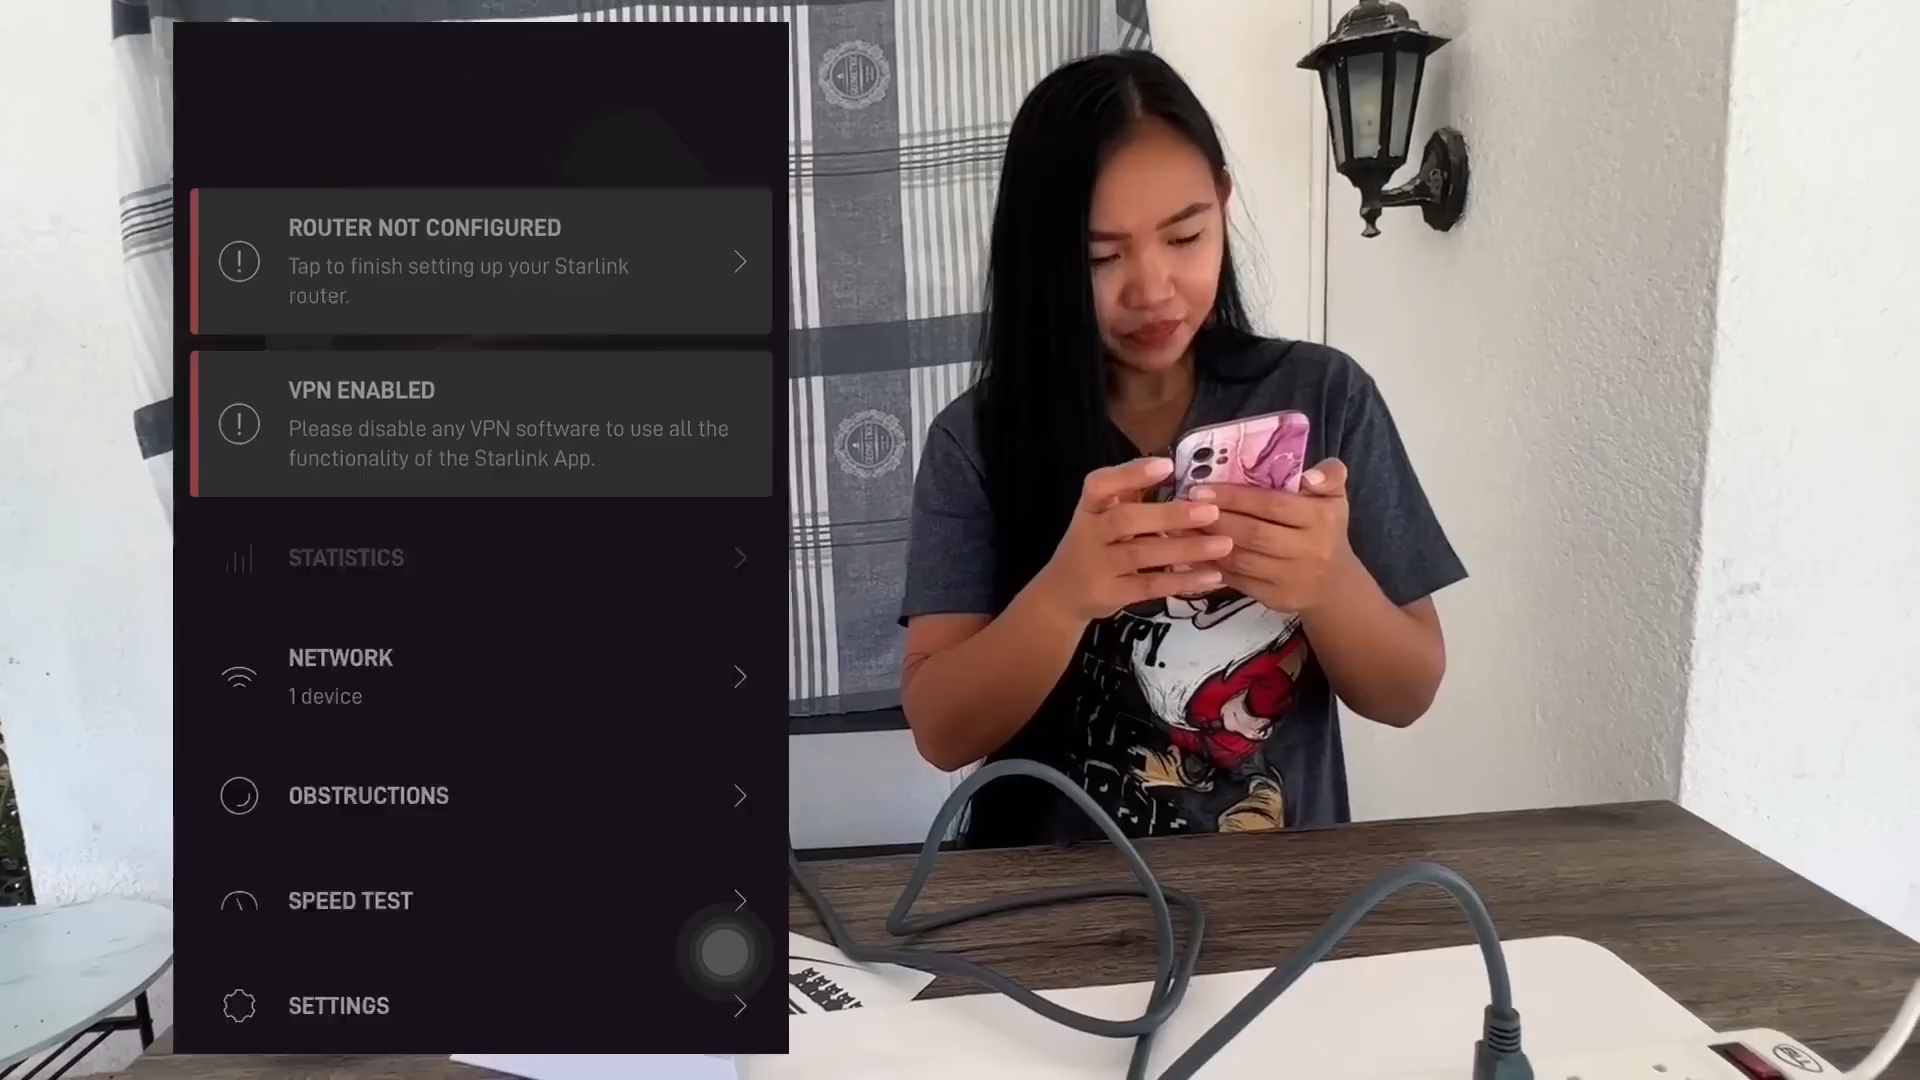 ROUTER NOT CONFIGURED
Tap to finish setting up your Starlink
router.
VPN ENABLED
Please disable any VPN software to use all the
functionality of the Starlink App.
STATISTICS
NETWORK
1 device
OBSTRUCTIONS
SPEED TEST
SETTINGS